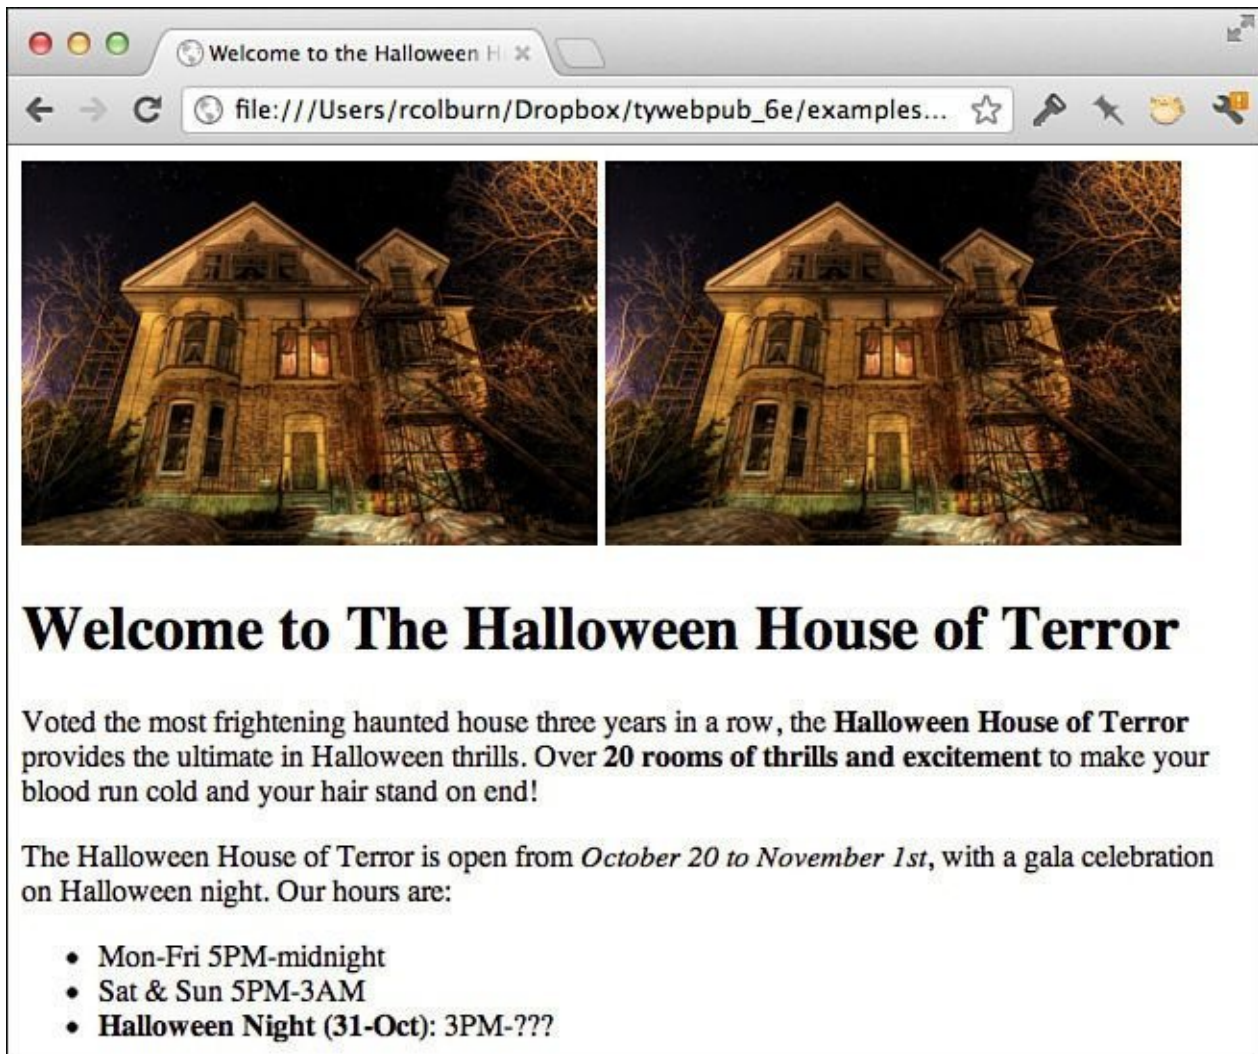 Welcome to the Halloween H
file:///Users/rcolburn/Dropbox/tywebpub_6e/examples...
Welcome to The Halloween House of Terror
Voted the most frightening haunted house three years in a row, the Halloween House of Terror
provides the ultimate in Halloween thrills. Over 20 rooms of thrills and excitement to make your
blood run cold and your hair stand on end!
The Halloween House of Terror is open from October 20 to November 1st, with a gala celebration
on Halloween night. Our hours are:
• Mon-Fri 5PM-midnight
• Sat & Sun 5PM-3AM
• Halloween Night (31-Oct): 3PM-???